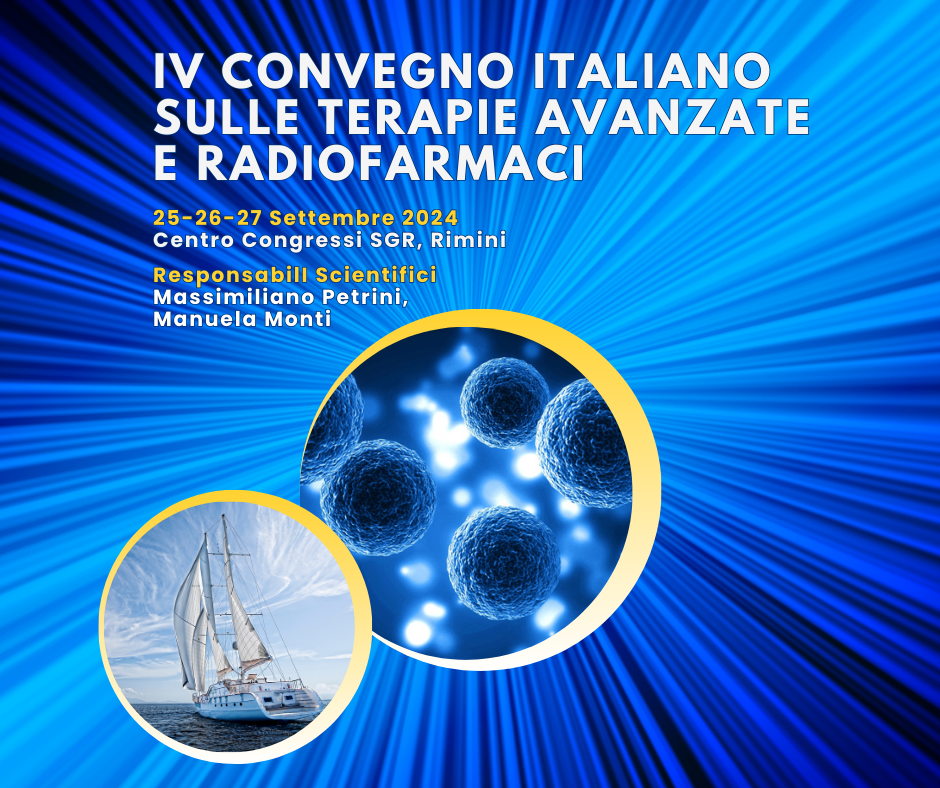 IV CONVEGNO ITALIANO
SULLE TERAPIE AVANZATE
E RADIOFARMACI
25-26-27 Settembre 2024
Centro Congressi SGR, Rimini
ResponsabilI Scientifici
Massimiliano Petrini,
Manuela Monti